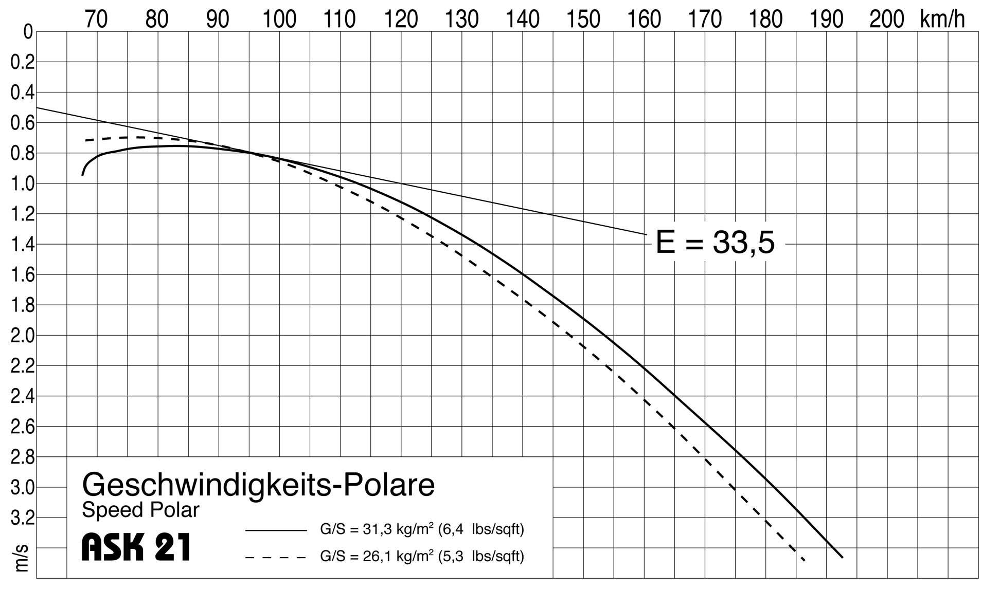 70 80 90 100 110 120 130 140 150 160 170 180 190 200 km/h
0
0.2
0.4
0.6
0.8
1.0
1.2
E = 33,5
1.4
1.6
1.8
2.0
2.2
2.4
2.6
2.8
3.0
3.2
m/s
Geschwindigkeits-Polare
Speed Polar
ASK 21
G/S = 31,3 kg/m² (6,4 lbs/sqft)
G/S = 26,1 kg/m² (5,3 lbs/sqft)